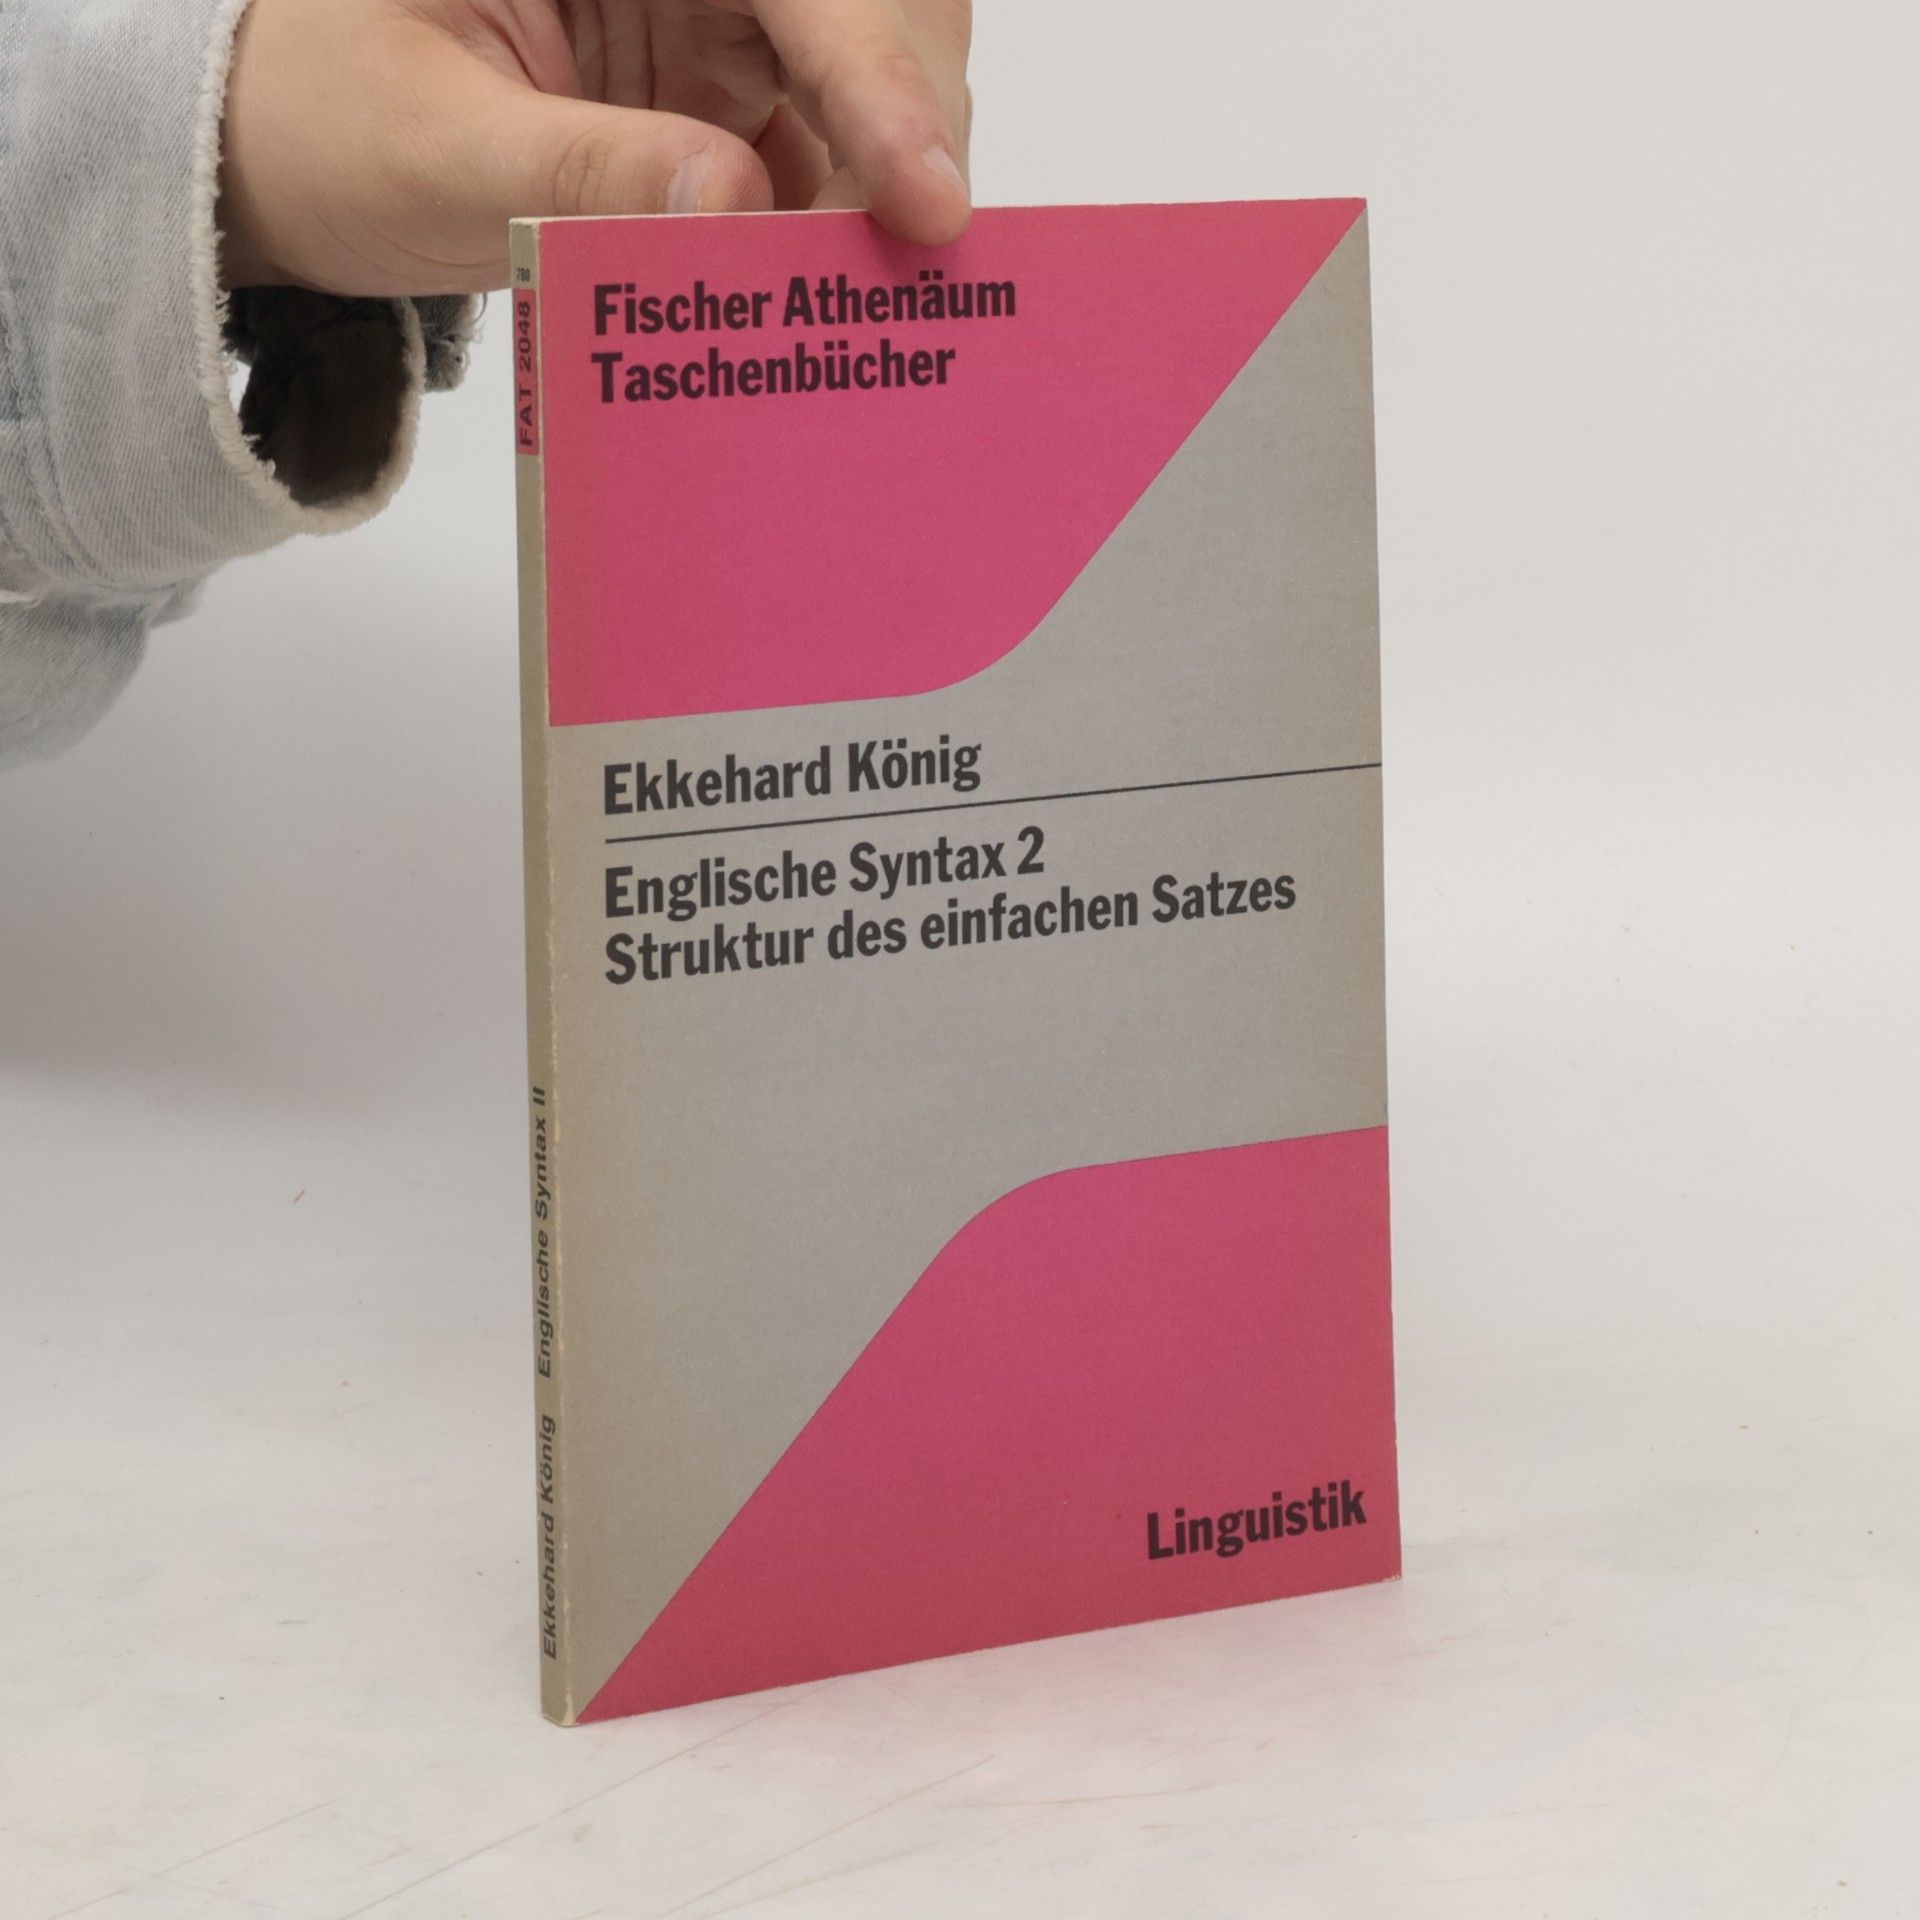 Fischer Athenäum
Taschenbücher
Ekkehard König
Englische Syntax 2
Struktur des einfachen Satzes
Linguistik
780
FAT 2048
Ekkehard König Englische Syntax II